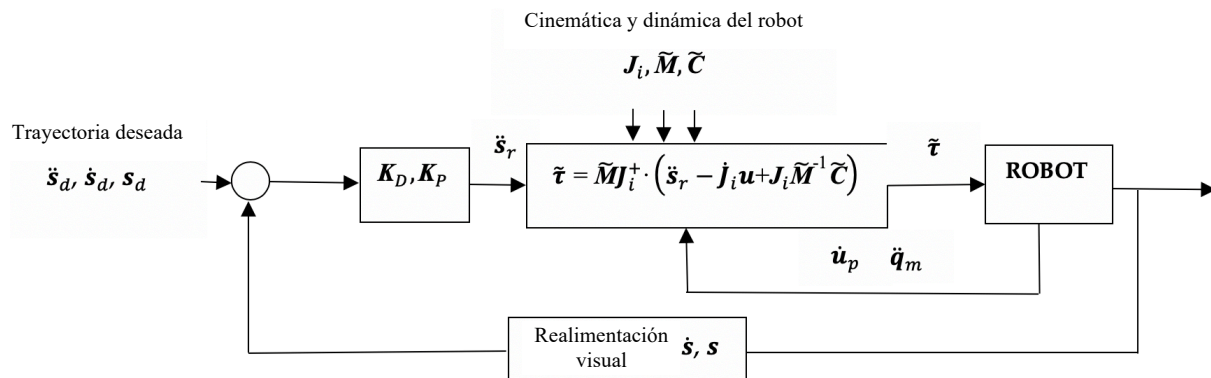 Cinemática y dinámica del robot
J_i, M̃, C̃
Trayectoria deseada
s̈_d, ṡ_d, s_d
K_D, K_P
s̈_r
τ̃ = M̃J_i^+ · (s̈_r − J̇_i u+J_i M̃^-1 C̃)
τ̃
ROBOT
u̇_p q̈_m
Realimentación
visual ṡ, s